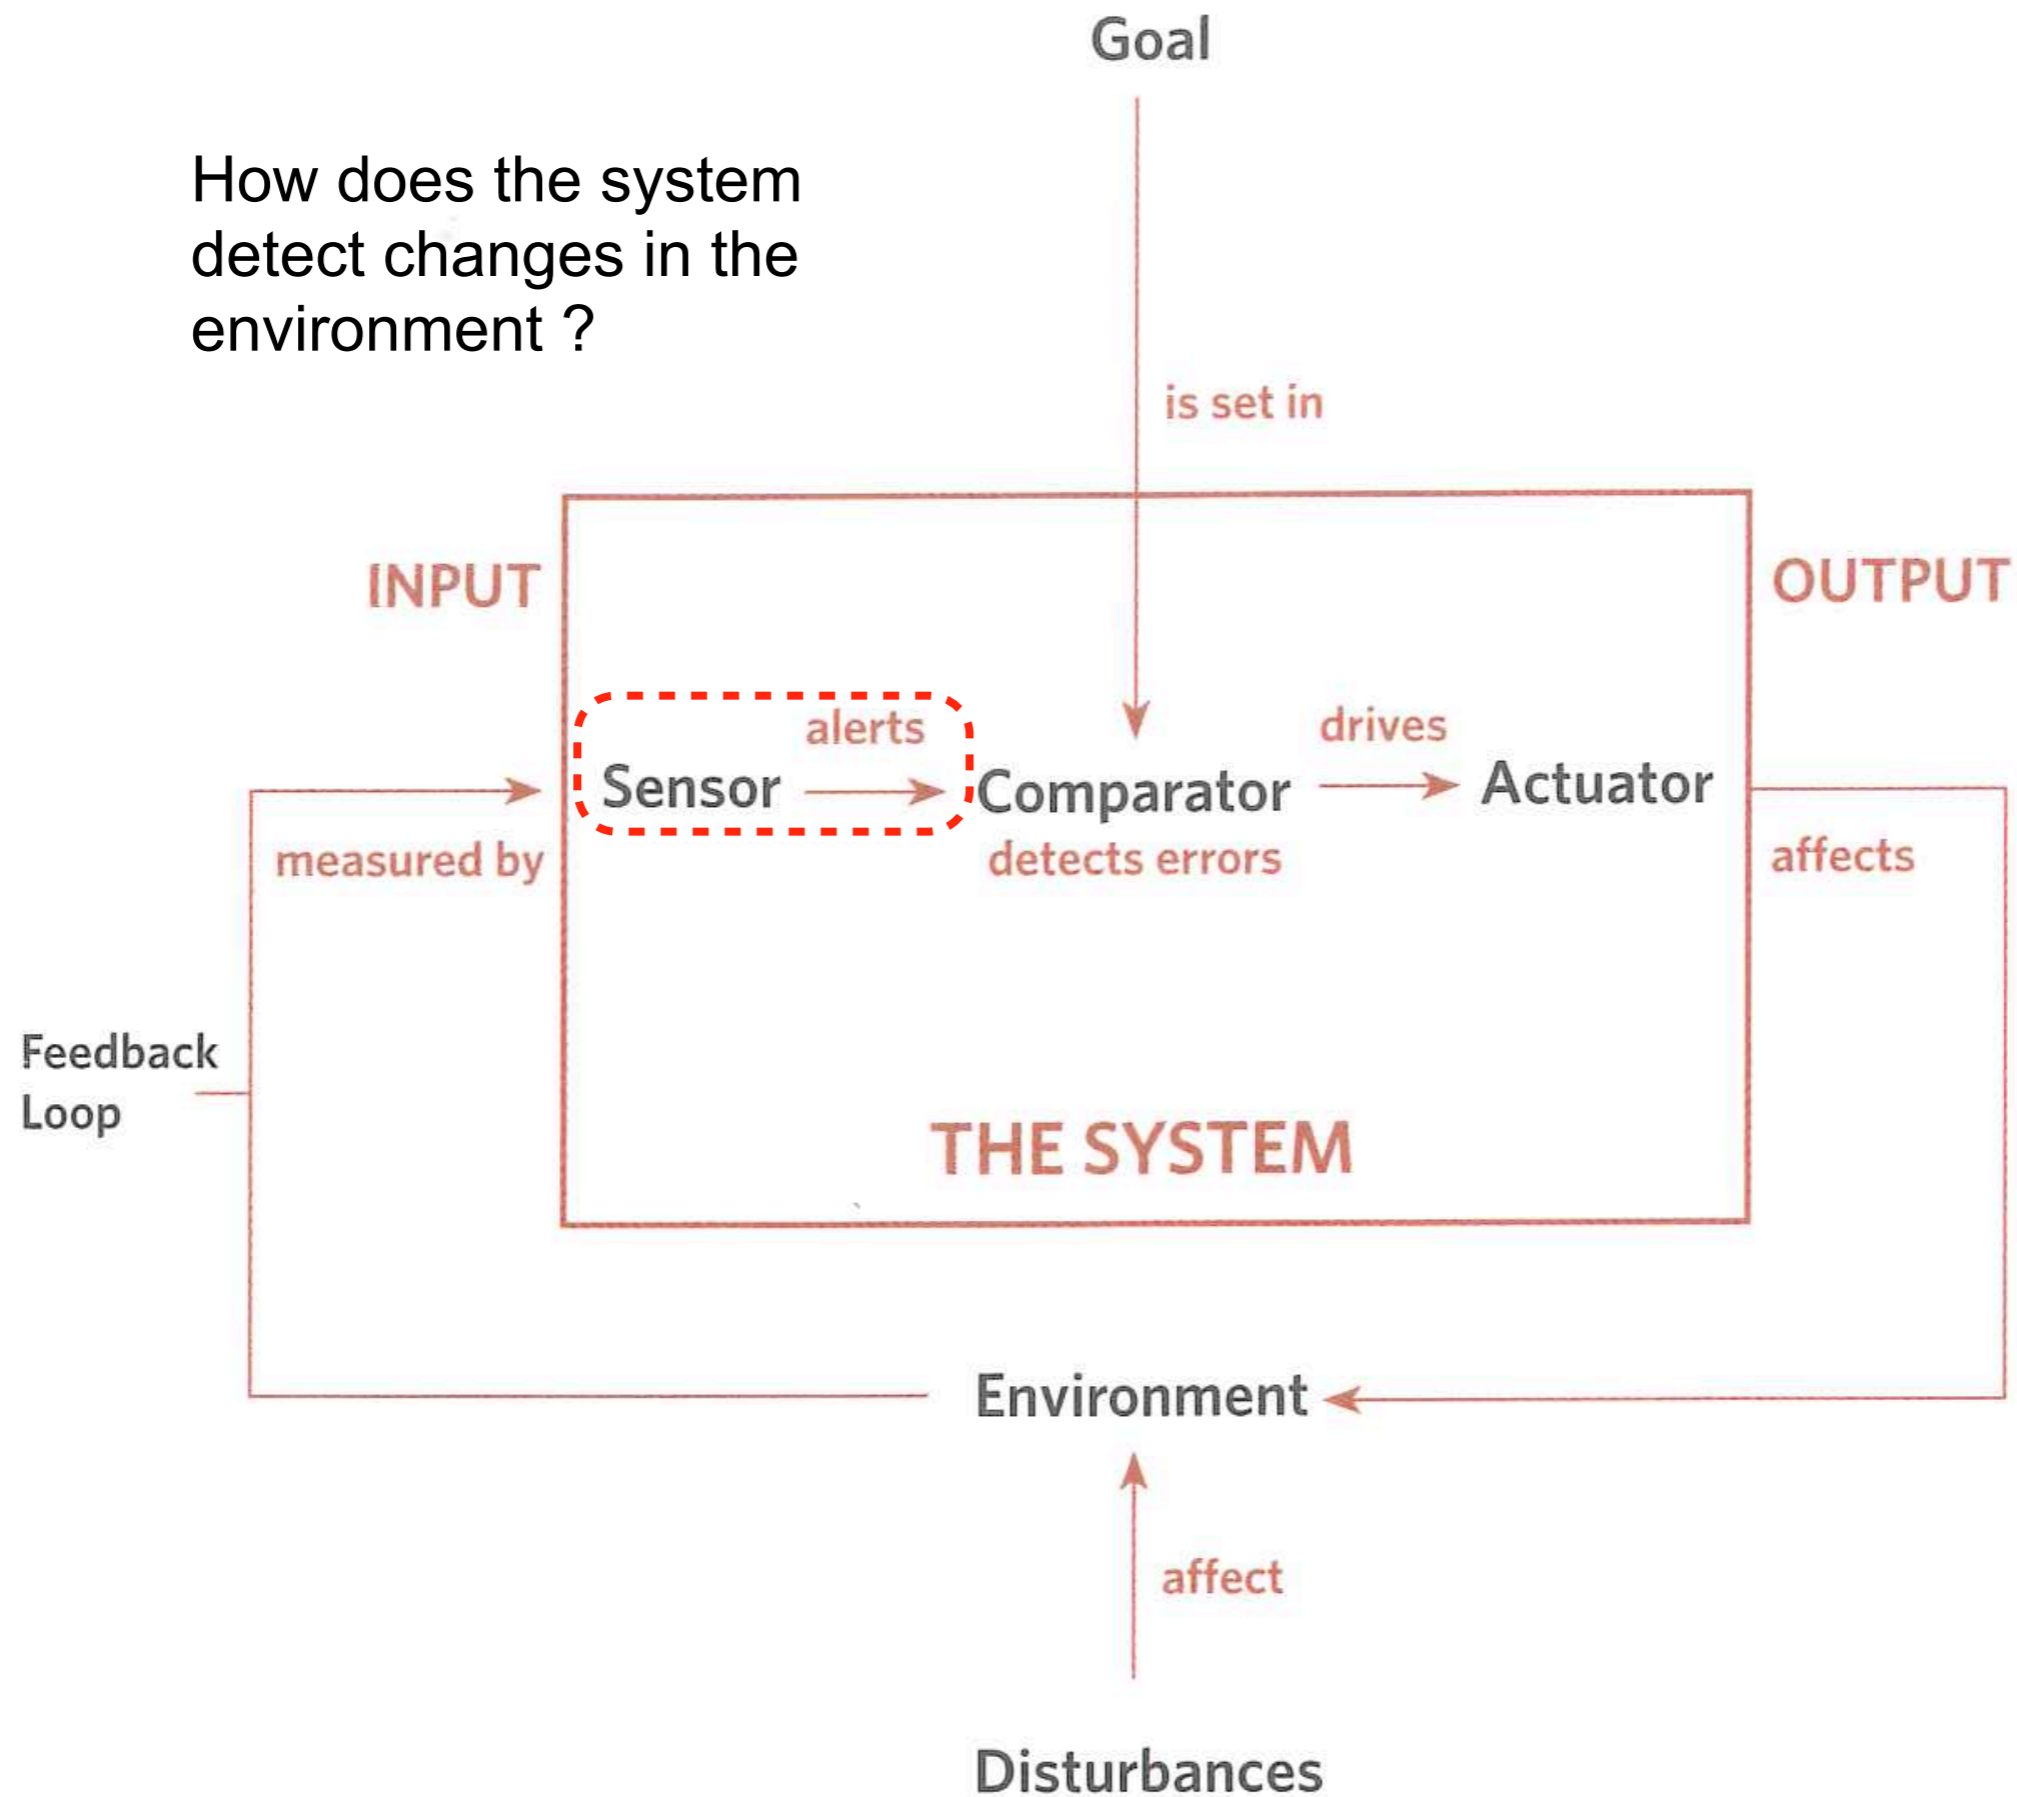 Goal
How does the system
detect changes in the
environment ?
is set in
INPUT
OUTPUT
alerts
drives
Sensor
Comparator
Actuator
measured by
detects errors
affects
Feedback
Loop
THE SYSTEM
Environment
affect
Disturbances